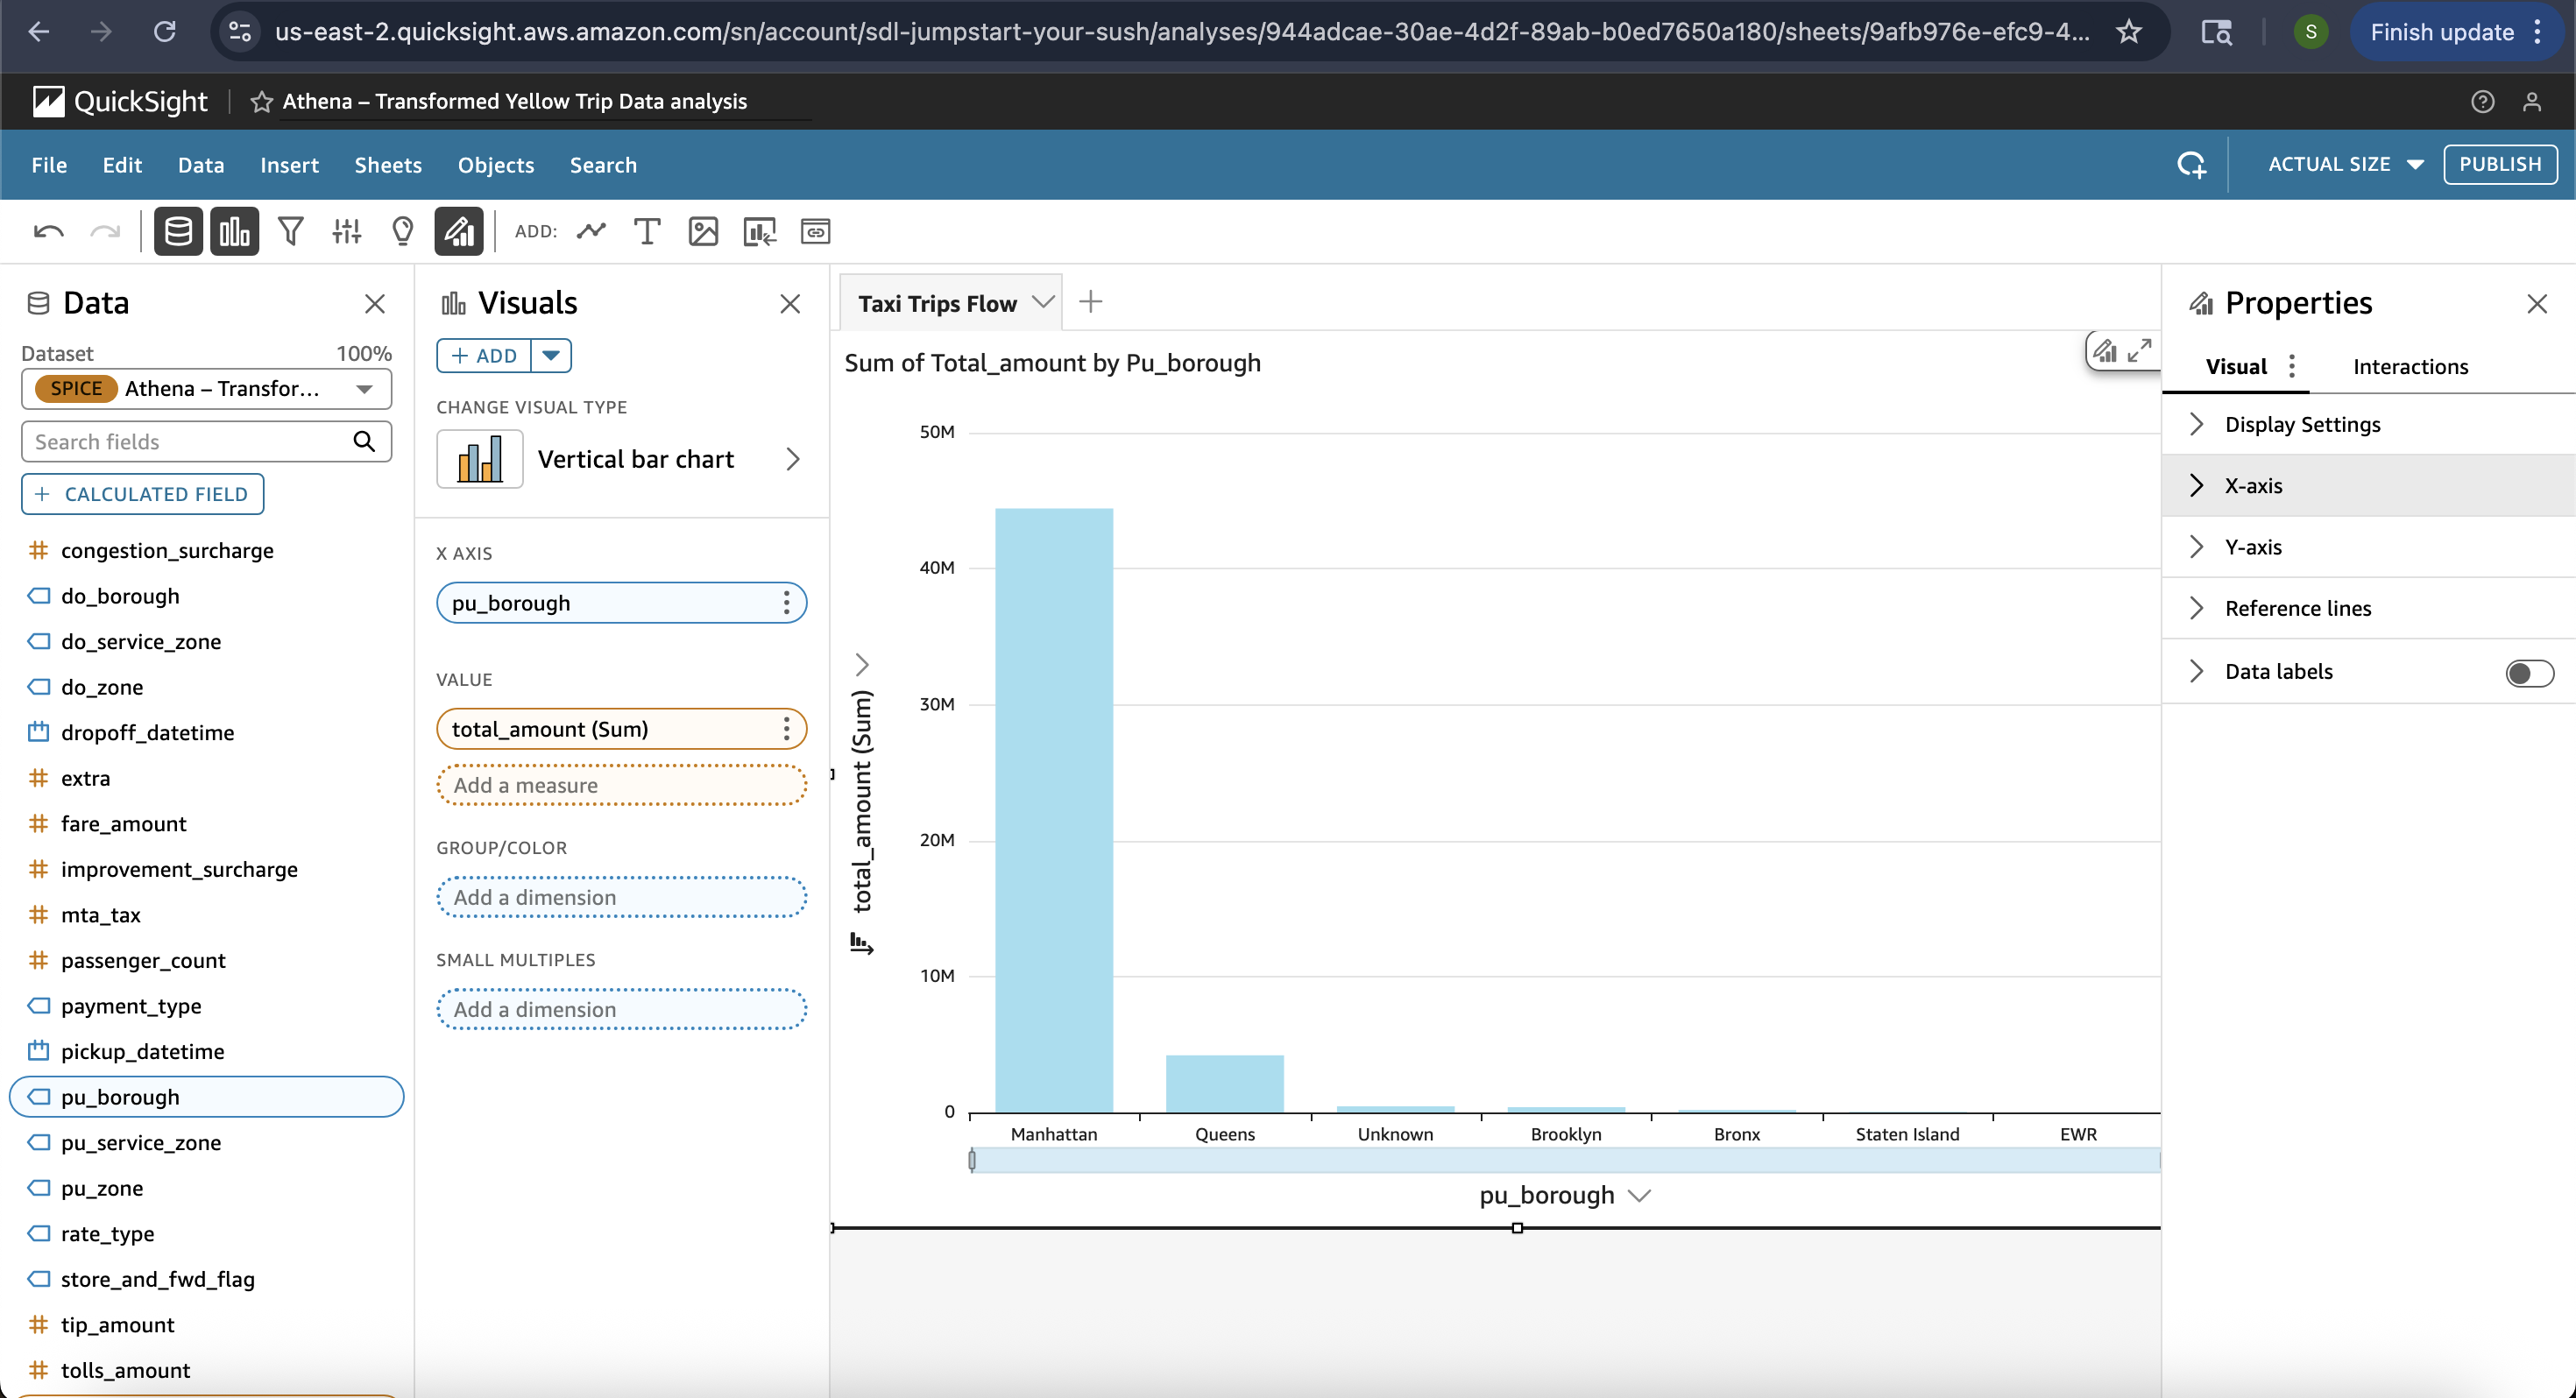 us-east-2.quicksight.aws.amazon.com/sn/account/sdl-jumpstart-your-sush/analyses/944adcae-30ae-4d2f-89ab-b0ed7650a180/sheets/9afb976e-efc9-4...
S
Finish update
QuickSight
Athena – Transformed Yellow Trip Data analysis
File
Edit
Data
Insert
Sheets
Objects
Search
ACTUAL SIZE
PUBLISH
ADD:
Data
Dataset
100%
SPICE
Athena – Transfor...
Search fields
+ CALCULATED FIELD
congestion_surcharge
do_borough
do_service_zone
do_zone
dropoff_datetime
extra
fare_amount
improvement_surcharge
mta_tax
passenger_count
payment_type
pickup_datetime
pu_borough
pu_service_zone
pu_zone
rate_type
store_and_fwd_flag
tip_amount
tolls_amount
Visuals
+ ADD
CHANGE VISUAL TYPE
Vertical bar chart
X AXIS
pu_borough
VALUE
total_amount (Sum)
Add a measure
GROUP/COLOR
Add a dimension
SMALL MULTIPLES
Add a dimension
Taxi Trips Flow
Sum of Total_amount by Pu_borough
50M
40M
30M
20M
10M
0
total_amount (Sum)
Manhattan
Queens
Unknown
Brooklyn
Bronx
Staten Island
EWR
pu_borough
Properties
Visual
Interactions
Display Settings
X-axis
Y-axis
Reference lines
Data labels